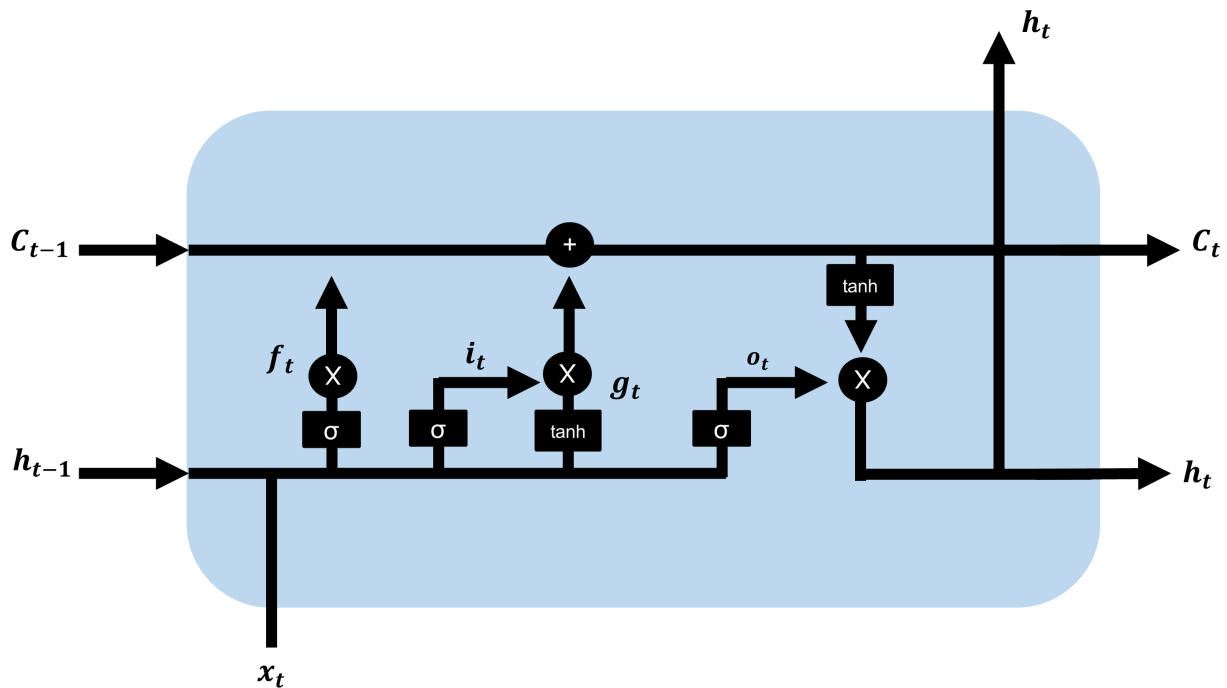 h_t
C_{t-1}
+
C_t
tanh
f_t
X
i_t
X
g_t
o_t
X
σ
σ
tanh
σ
h_{t-1}
h_t
x_t